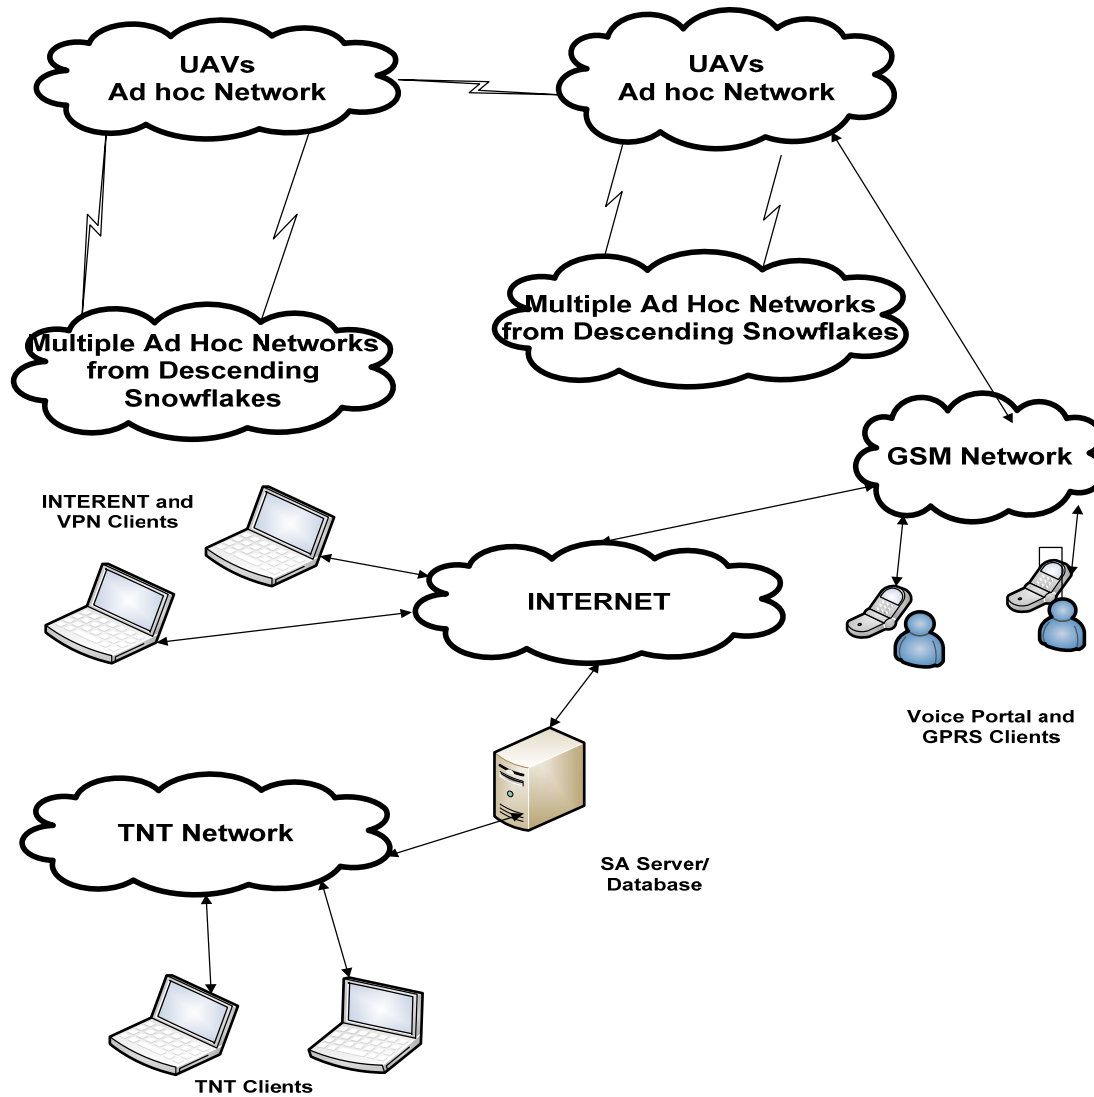 UAVs
Ad hoc Network
UAVs
Ad hoc Network
Multiple Ad Hoc Networks
from Descending Snowflakes
Multiple Ad Hoc Networks
from Descending
Snowflakes
GSM Network
INTERENT and
VPN Clients
INTERNET
Voice Portal and
GPRS Clients
TNT Network
SA Server/
Database
TNT Clients